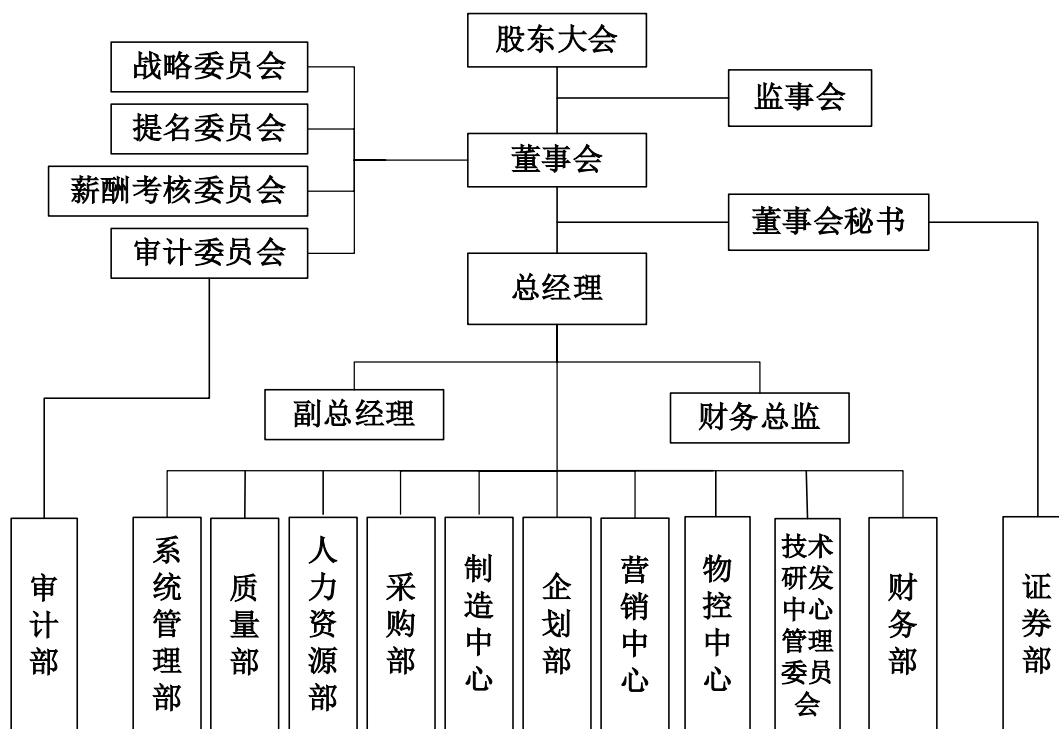 股东大会
战略委员会
监事会
提名委员会
董事会
薪酬考核委员会
董事会秘书
审计委员会
总经理
副总经理
财务总监
审计部
系统管理部
质量部
人力资源部
采购部
制造中心
企划部
营销中心
物控中心
技术
研发
中心
管理
委员
会
财务部
证券部